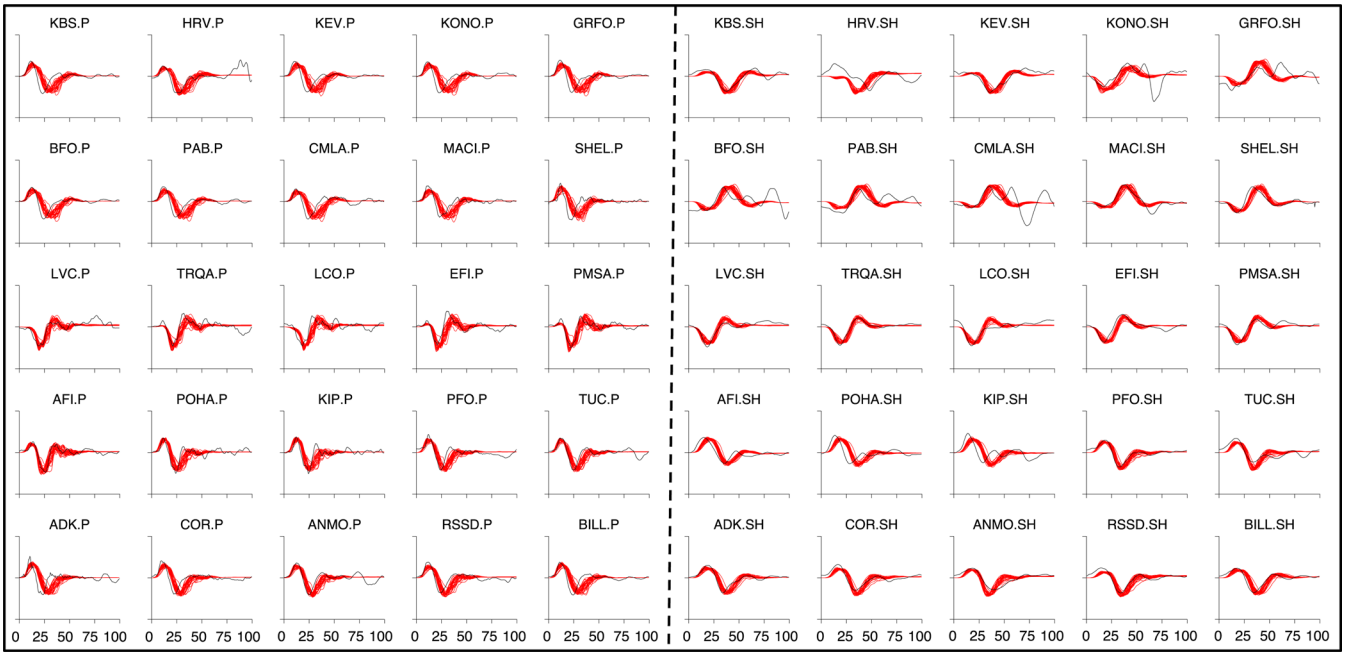 KBS.P HRV.P KEV.P KONO.P GRFO.P KBS.SH HRV.SH KEV.SH KONO.SH GRFO.SH
BFO.P PAB.P CMLA.P MACI.P SHEL.P BFO.SH PAB.SH CMLA.SH MACI.SH SHEL.SH
LVC.P TRQA.P LCO.P EFI.P PMSA.P LVC.SH TRQA.SH LCO.SH EFI.SH PMSA.SH
AFI.P POHA.P KIP.P PFO.P TUC.P AFI.SH POHA.SH KIP.SH PFO.SH TUC.SH
ADK.P COR.P ANMO.P RSSD.P BILL.P ADK.SH COR.SH ANMO.SH RSSD.SH BILL.SH
0 25 50 75 100 0 25 50 75 100 0 25 50 75 100 0 25 50 75 100 0 25 50 75 100 0 25 50 75 100 0 25 50 75 100 0 25 50 75 100 0 25 50 75 100 0 25 50 75 100